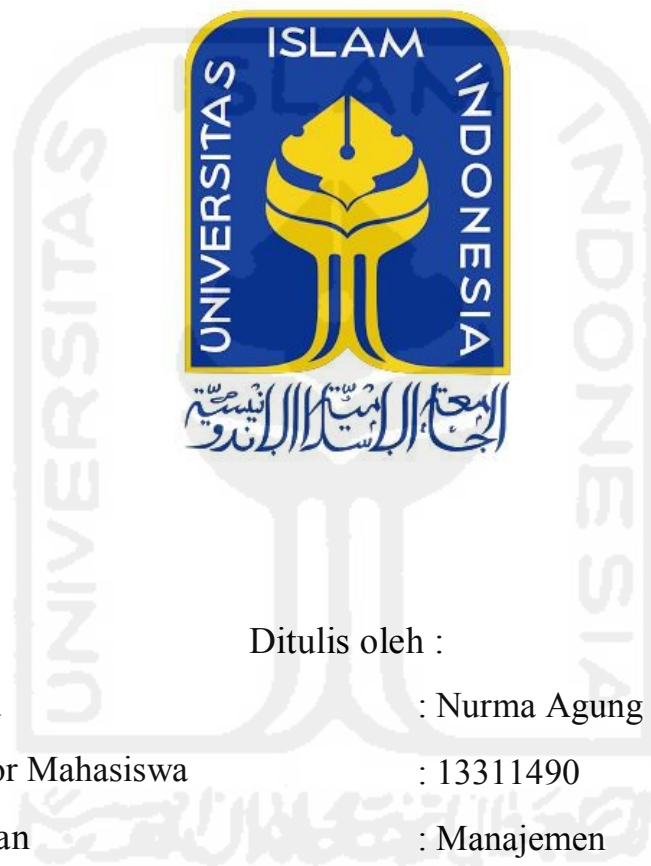 UNIVERSITAS ISLAM INDONESIA
الجامعة الإسلامية الإندونيسية
Ditulis oleh :
: Nurma Agung
or Mahasiswa : 13311490
an : Manajemen